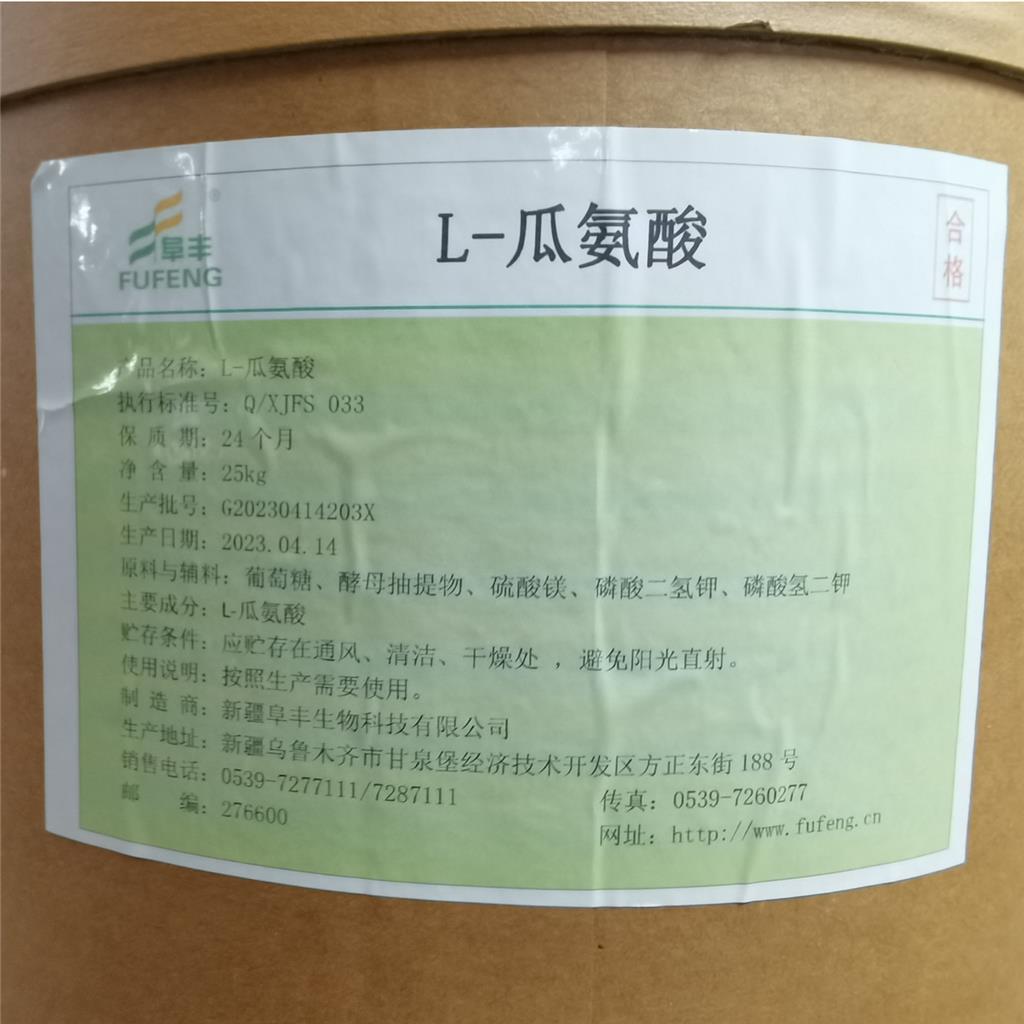 阜丰®
FUFENG
L-瓜氨酸
合格
产品名称：L-瓜氨酸
执行标准号：Q/XJFS 033
保 质 期：24 个月
净 含 量：25kg
生产批号：G20230414203X
生产日期：2023.04.14
原料与辅料：葡萄糖、酵母抽提物、硫酸镁、磷酸二氢钾、磷酸氢二钾
主要成分：L-瓜氨酸
贮存条件：应贮存在通风、清洁、干燥处 ，避免阳光直射。
使用说明：按照生产需要使用。
制 造 商：新疆阜丰生物科技有限公司
生产地址：新疆乌鲁木齐市甘泉堡经济技术开发区方正东街 188 号
销售电话：0539-7277111/7287111 传真：0539-7260277
邮 编：276600 网址：http://www.fufeng.cn